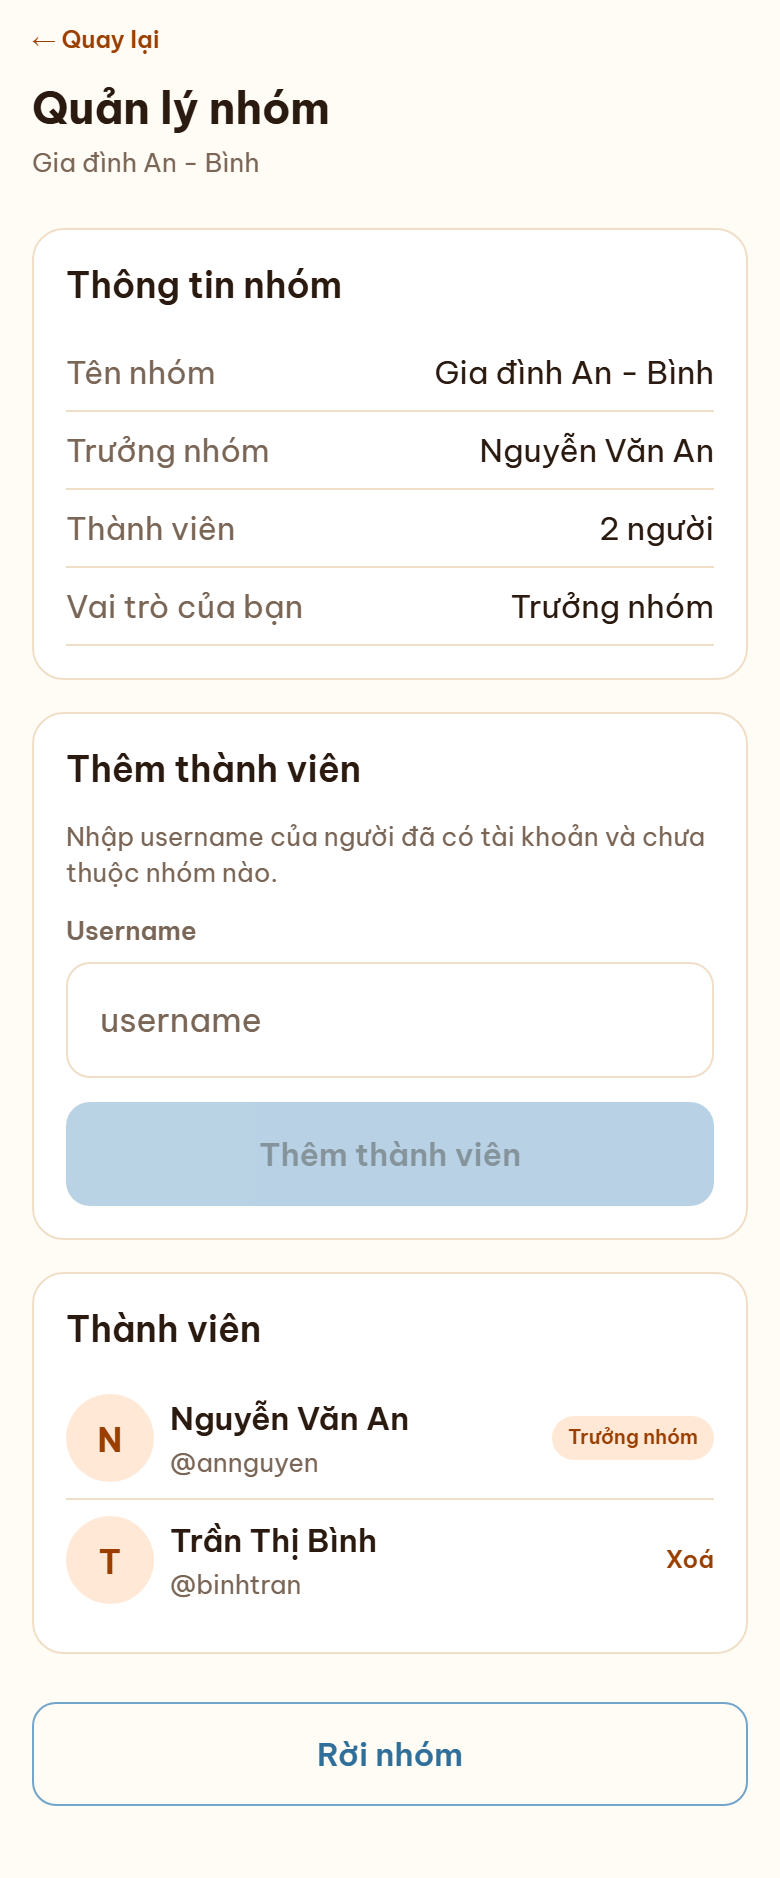 ← Quay lại
Quản lý nhóm
Gia đình An - Bình
Thông tin nhóm
Tên nhóm Gia đình An - Bình
Trưởng nhóm Nguyễn Văn An
Thành viên 2 người
Vai trò của bạn Trưởng nhóm
Thêm thành viên
Nhập username của người đã có tài khoản và chưa
thuộc nhóm nào.
Username
username
Thêm thành viên
Thành viên
N Nguyễn Văn An Trưởng nhóm
@annguyen
T Trần Thị Bình Xoá
@binhtran
Rời nhóm